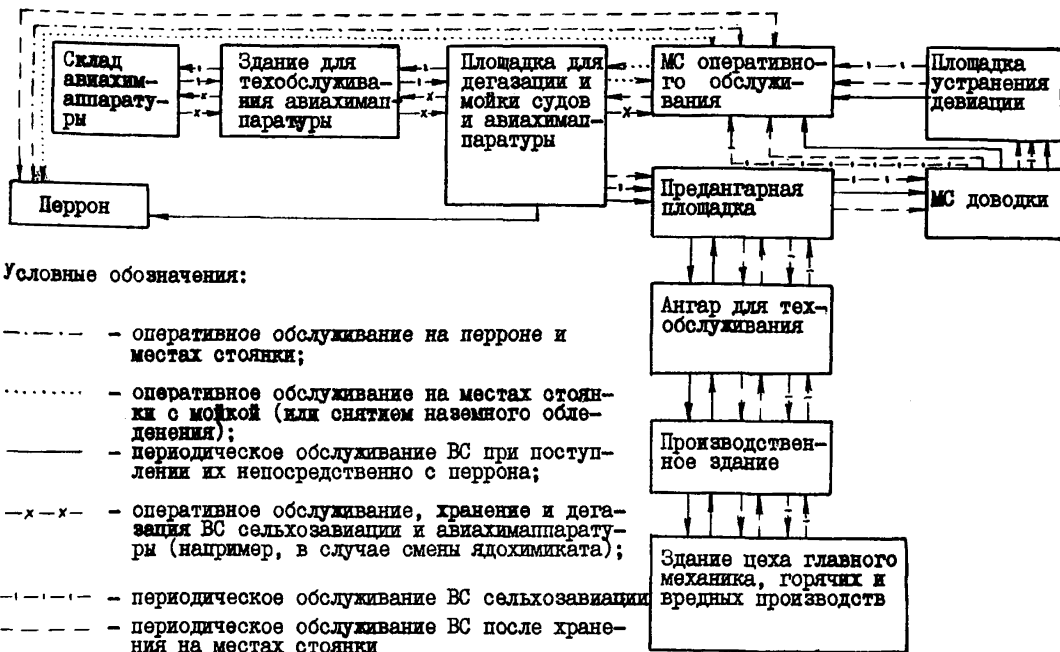 Склад
авиахим-
аппарату-
ры
Здание для
техобслужива-
ния авиахимап-
паратуры
Площадка для
дегазации и
мойки судов
и авиахимап-
паратуры
МС оперативно-
го обслужи-
вания
Площадка
устранения
девиации
Перрон
Предангарная
площадка
МС доводки
Ангар для тех-
обслуживания
Производствен-
ное здание
Здание цеха главного
механика, горячих и
вредных производств
Условные обозначения:
– оперативное обслуживание на перроне и
местах стоянки;
– оперативное обслуживание на местах стоян-
ки с мойкой (или снятием наземного обле-
денения);
– периодическое обслуживание ВС при поступ-
лении их непосредственно с перрона;
– оперативное обслуживание, хранение и дега-
зация ВС сельхозавиации и авиахимаппарату-
ры (например, в случае смены ядохимиката);
– периодическое обслуживание ВС сельхозавиации
– периодическое обслуживание ВС после хране-
ния на местах стоянки